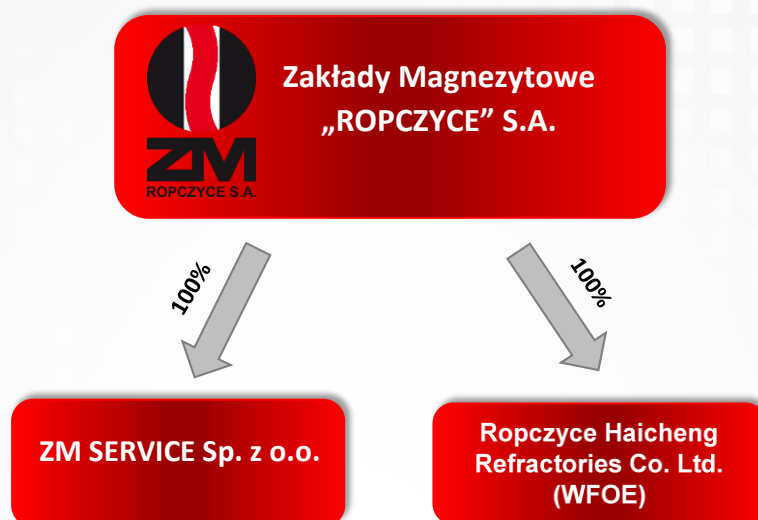 Zakłady Magnezytowe
„ROPCZYCE” S.A.
ZM
ROPCZYCE S.A.
100%
100%
ZM SERVICE Sp. z o.o.
Ropczyce Haicheng
Refractories Co. Ltd.
(WFOE)